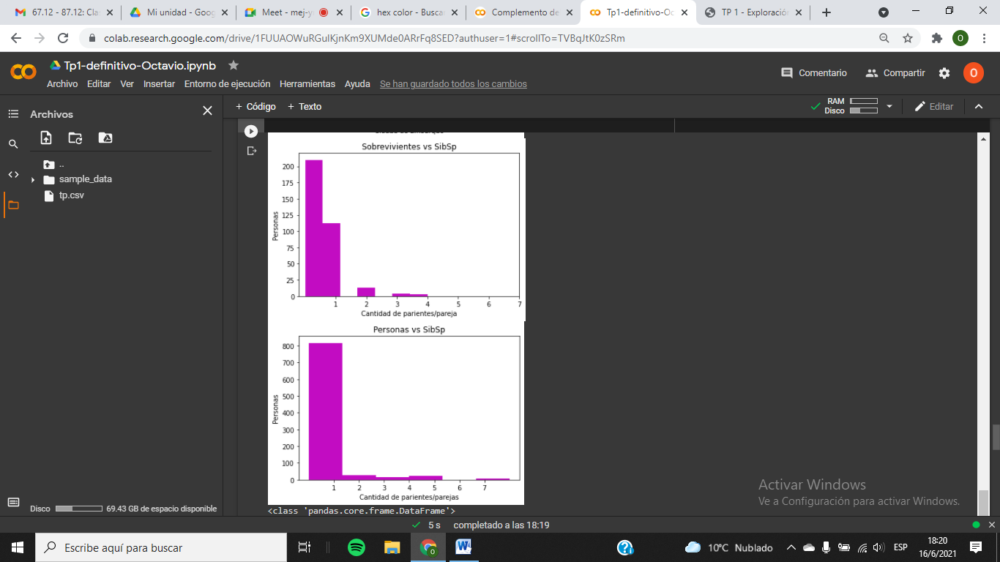 67.12 - 87.12: Cla
Mi unidad - Goog
Meet - mej-y
hex color - Busca
Complemento de
Tp1-definitivo-Oc
TP 1 - Exploración
colab.research.google.com/drive/1FUUAOWuRGulKjnKm9XUMde0ARrFq8SED?authuser=1#scrollTo=TVBqJtK0zSRm
O
Tp1-definitivo-Octavio.ipynb
Comentario
Compartir
O
Archivo Editar Ver Insertar Entorno de ejecución Herramientas Ayuda Se han guardado todos los cambios
Archivos
+ Código + Texto
RAM
Disco
Editar
..
sample_data
tp.csv
Sobrevivientes vs SibSp
200
175
150
125
100
75
50
25
0
Personas
1 2 3 4 5 6 7
Cantidad de parientes/pareja
Personas vs SibSp
800
700
600
500
400
300
200
100
0
Personas
1 2 3 4 5 6 7
Cantidad de parientes/parejas
<class 'pandas.core.frame.DataFrame'>
Activar Windows
Ve a Configuración para activar Windows.
Disco 69.43 GB de espacio disponible
5 s completado a las 18:19
Escribe aquí para buscar
10°C Nublado
ESP
18:20
16/6/2021